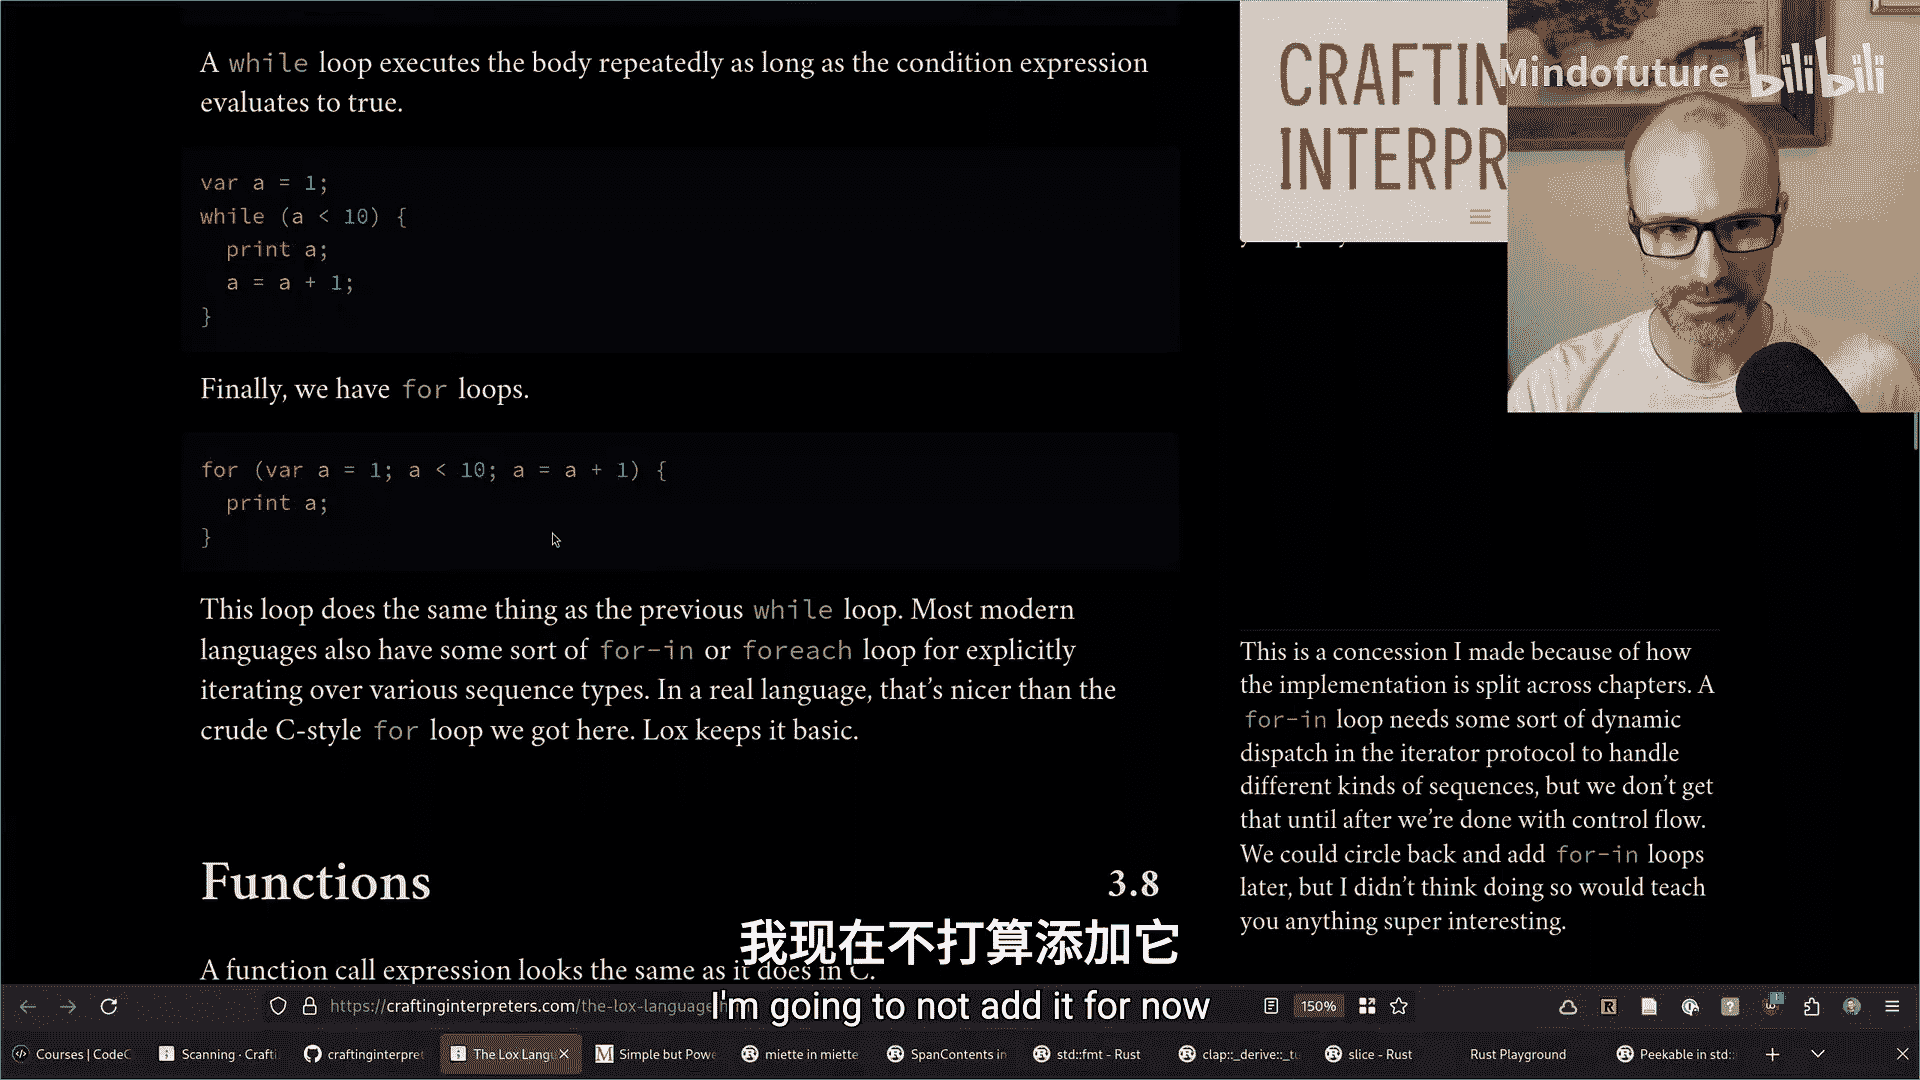 A while loop executes the body repeatedly as long as the condition expression
evaluates to true.
var a = 1;
while (a < 10) {
print a;
a = a + 1;
}
Finally, we have for loops.
for (var a = 1; a < 10; a = a + 1) {
print a;
}
This loop does the same thing as the previous while loop. Most modern
languages also have some sort of for-in or foreach loop for explicitly
iterating over various sequence types. In a real language, that's nicer than the
crude C-style for loop we got here. Lox keeps it basic.
Functions 3.8
A function call expression looks the same as it does in C.
CRAFTIN
INTERPR
Mindofuture bilibili
This is a concession I made because of how
the implementation is split across chapters. A
for-in loop needs some sort of dynamic
dispatch in the iterator protocol to handle
different kinds of sequences, but we don't get
that until after we're done with control flow.
We could circle back and add for-in loops
later, but I didn't think doing so would teach
you anything super interesting.
我现在不打算添加它
I'm going to not add it for now
https://craftinginterpreters.com/the-lox-language 150%
Courses | CodeC
Scanning · Crafti
craftinginterpret
The Lox Langu
Simple but Powe
miette in miette
SpanContents in
std::fmt - Rust
clap::_derive::_tu
slice - Rust
Rust Playground
Peekable in std::